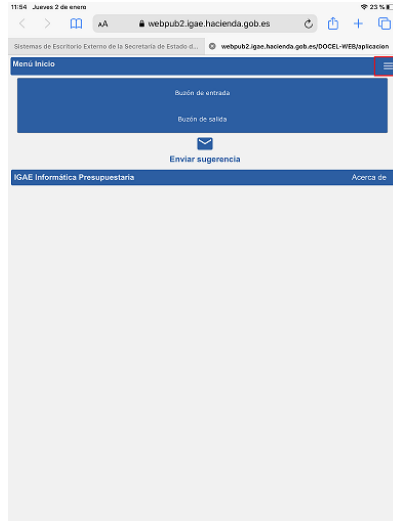 11:54 Jueves 2 de enero 23 %
AA webpub2.igae.hacienda.gob.es
Sistemas de Escritorio Externo de la Secretaría de Estado d... webpub2.igae.hacienda.gob.es/DOCEL-WEB/aplicacion
Menú Inicio
Buzón de entrada
Buzón de salida
Enviar sugerencia
IGAE Informática Presupuestaria Acerca de